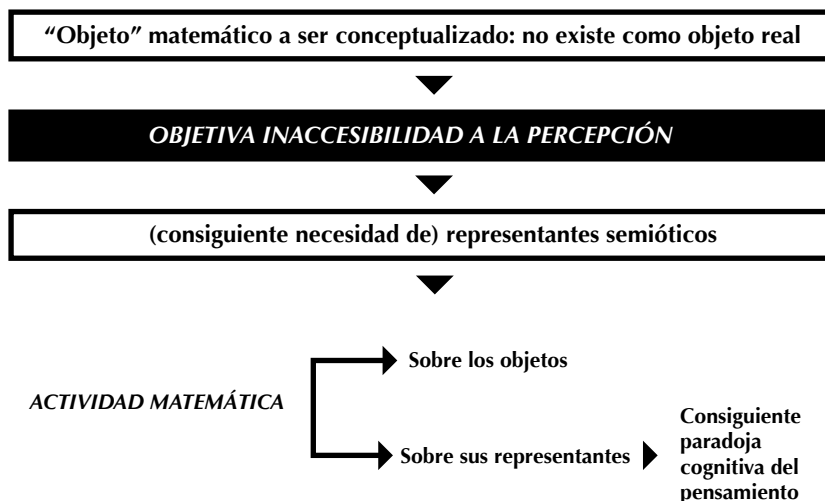 “Objeto” matemático a ser conceptualizado: no existe como objeto real
OBJETIVA INACCESIBILIDAD A LA PERCEPCIÓN
(consiguiente necesidad de) representantes semióticos
Sobre los objetos
ACTIVIDAD MATEMÁTICA
Sobre sus representantes
Consiguiente
paradoja
cognitiva del
pensamiento